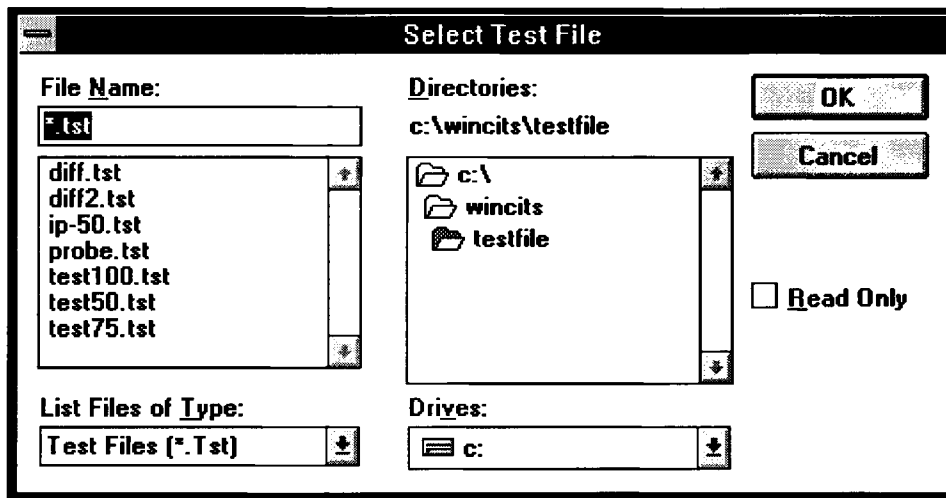 Select Test File
File Name:
*.tst
diff.tst
diff2.tst
ip-50.tst
probe.tst
test100.tst
test50.tst
test75.tst
List Files of Type:
Test Files (*.Tst)
Directories:
c:\wincits\testfile
c:\
wincits
testfile
Drives:
c:
OK
Cancel
Read Only